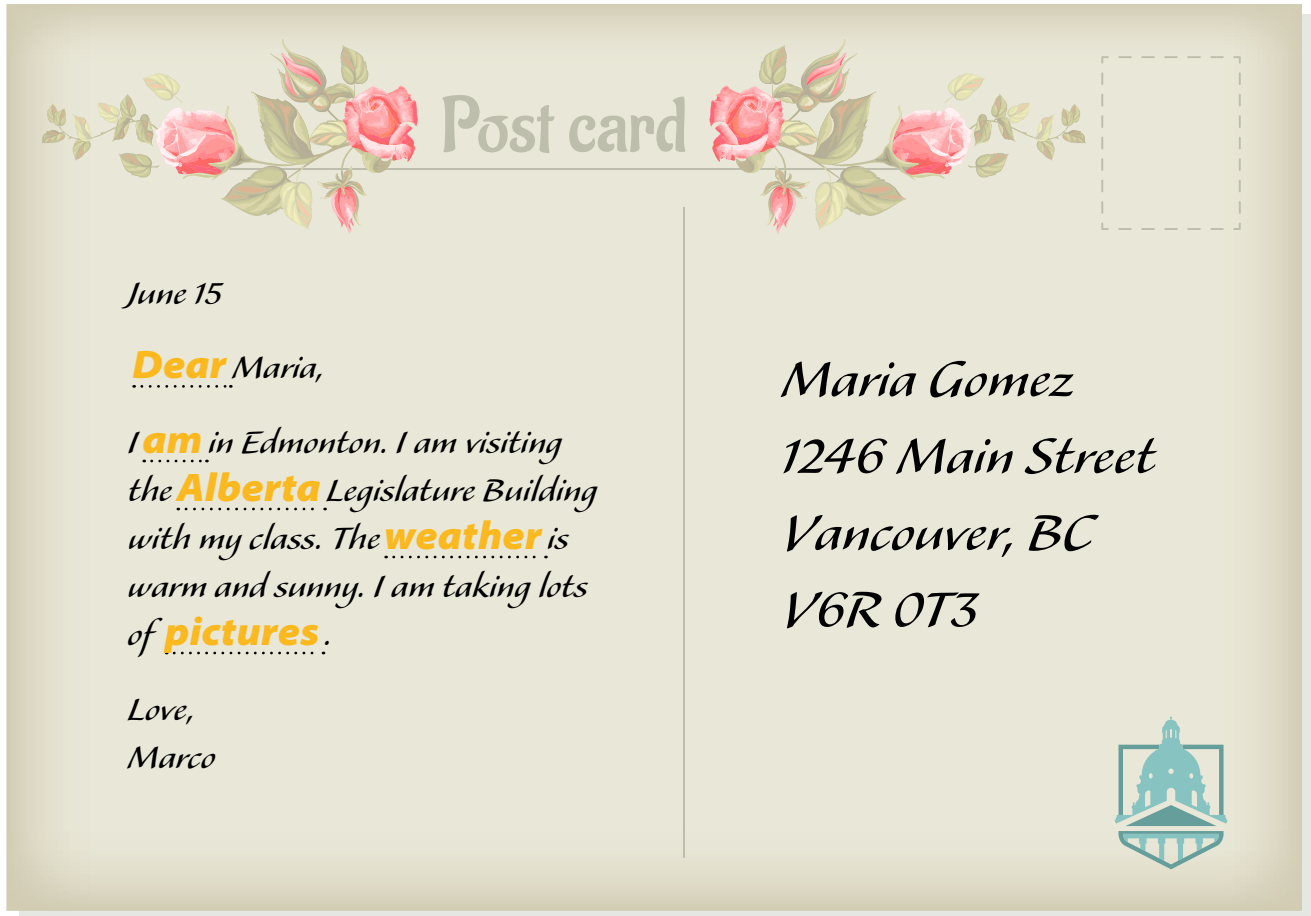 Post card
June 15
Dear Maria,
I am in Edmonton. I am visiting
the Alberta Legislature Building
with my class. The weather is
warm and sunny. I am taking lots
of pictures.
Love,
Marco
Maria Gomez
1246 Main Street
Vancouver, BC
V6R 0T3